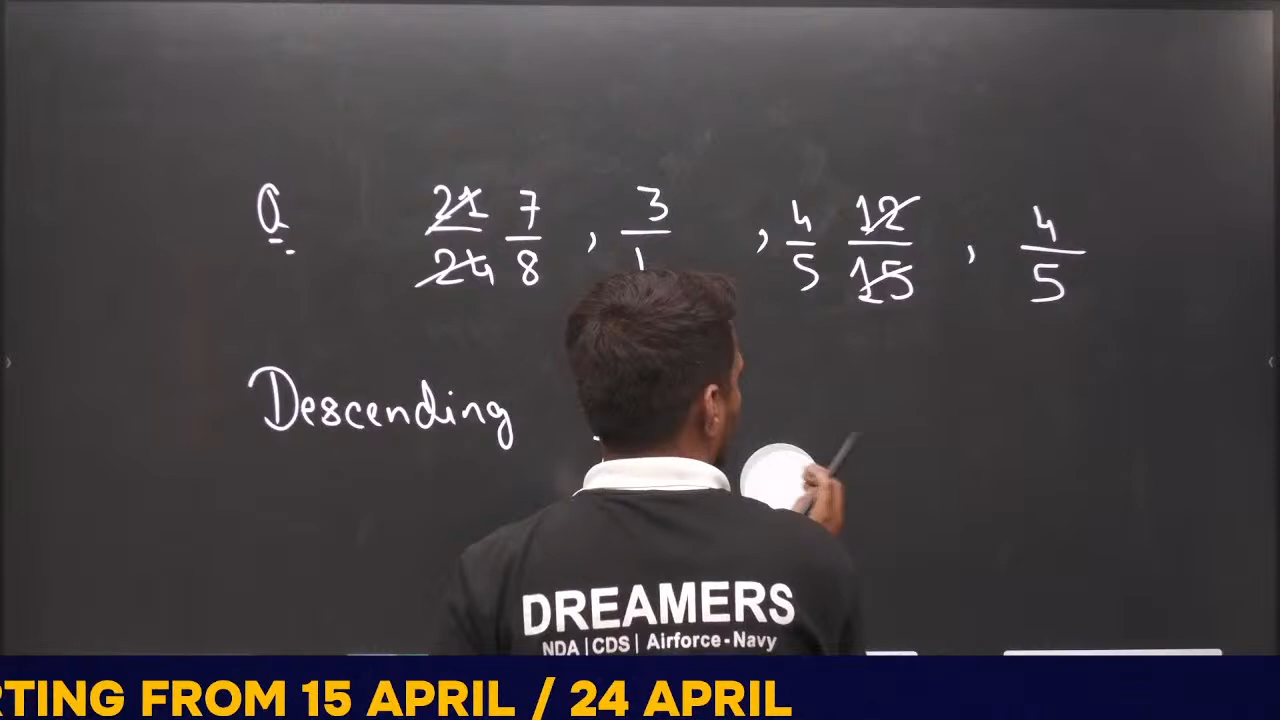 Q 21/24 7/8 , 3/ , 4/5 12/15 , 4/5
Descending
DREAMERS
NDA | CDS | Airforce - Navy
RTING FROM 15 APRIL / 24 APRIL